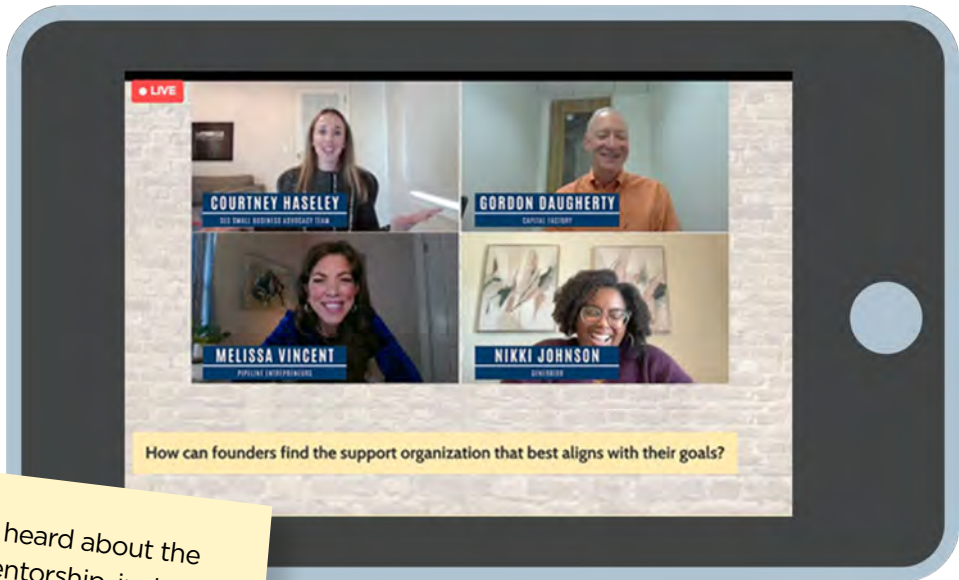 LIVE
COURTNEY HASELEY
SEC SMALL BUSINESS ADVOCACY TEAM
GORDON DAUGHERTY
CAPITAL FACTORY
MELISSA VINCENT
PIPELINE ENTREPRENEURS
NIKKI JOHNSON
GENER8TOR
How can founders find the support organization that best aligns with their goals?
heard about the